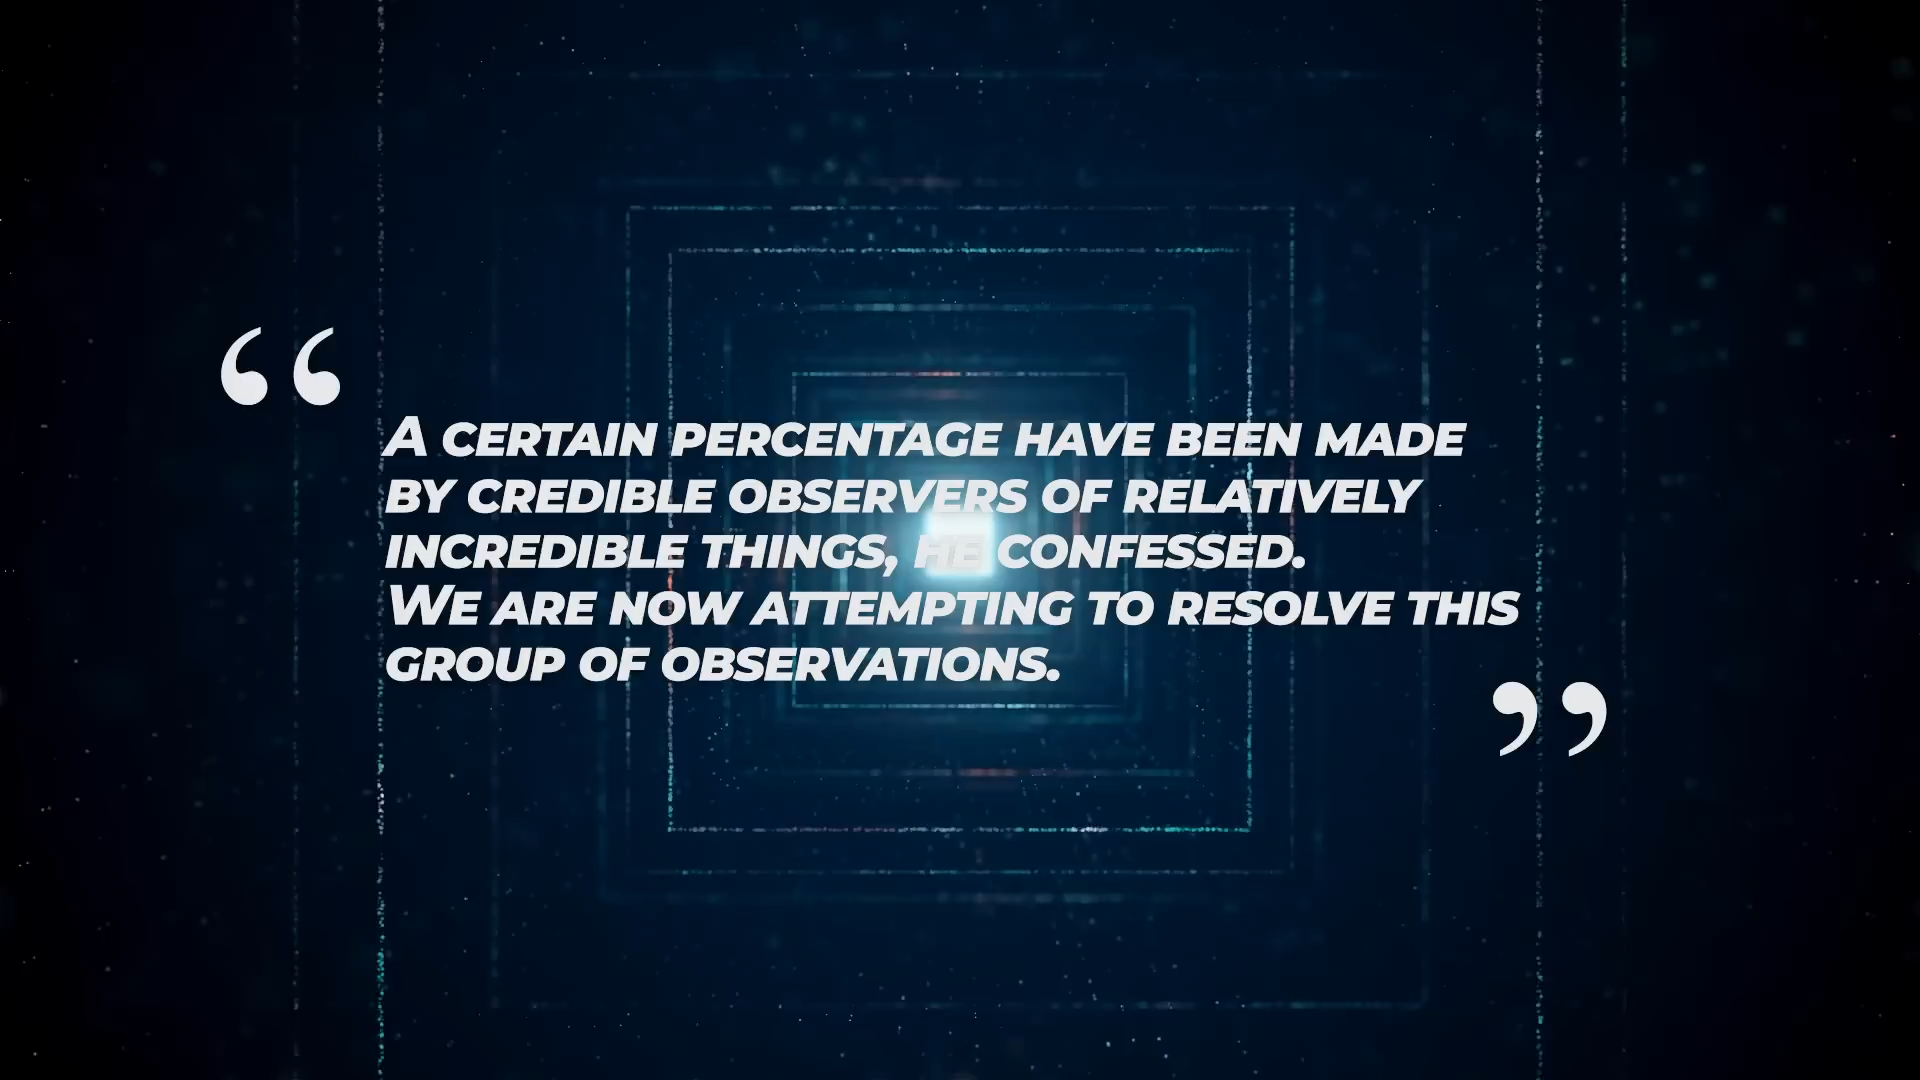 “
A CERTAIN PERCENTAGE HAVE BEEN MADE
BY CREDIBLE OBSERVERS OF RELATIVELY
INCREDIBLE THINGS, HE CONFESSED.
WE ARE NOW ATTEMPTING TO RESOLVE THIS
GROUP OF OBSERVATIONS.
”